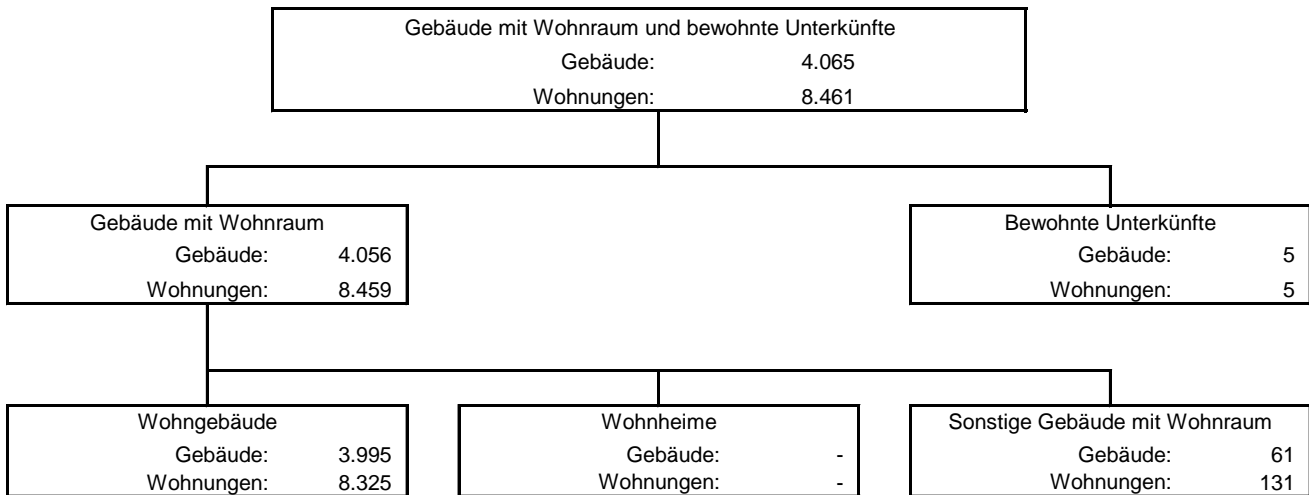 Gebäude mit Wohnraum und bewohnte Unterkünfte
Gebäude: 4.065
Wohnungen: 8.461
Gebäude mit Wohnraum
Gebäude: 4.056
Wohnungen: 8.459
Bewohnte Unterkünfte
Gebäude: 5
Wohnungen: 5
Wohngebäude
Gebäude: 3.995
Wohnungen: 8.325
Wohnheime
Gebäude: -
Wohnungen: -
Sonstige Gebäude mit Wohnraum
Gebäude: 61
Wohnungen: 131